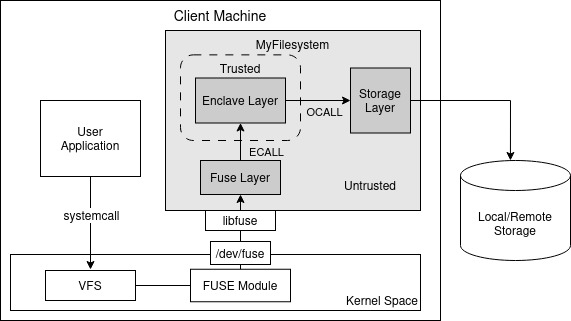 Client Machine
MyFilesystem
Trusted
Enclave Layer
OCALL
Storage
Layer
User
Application
ECALL
Fuse Layer
Untrusted
systemcall
libfuse
Local/Remote
Storage
/dev/fuse
VFS
FUSE Module
Kernel Space